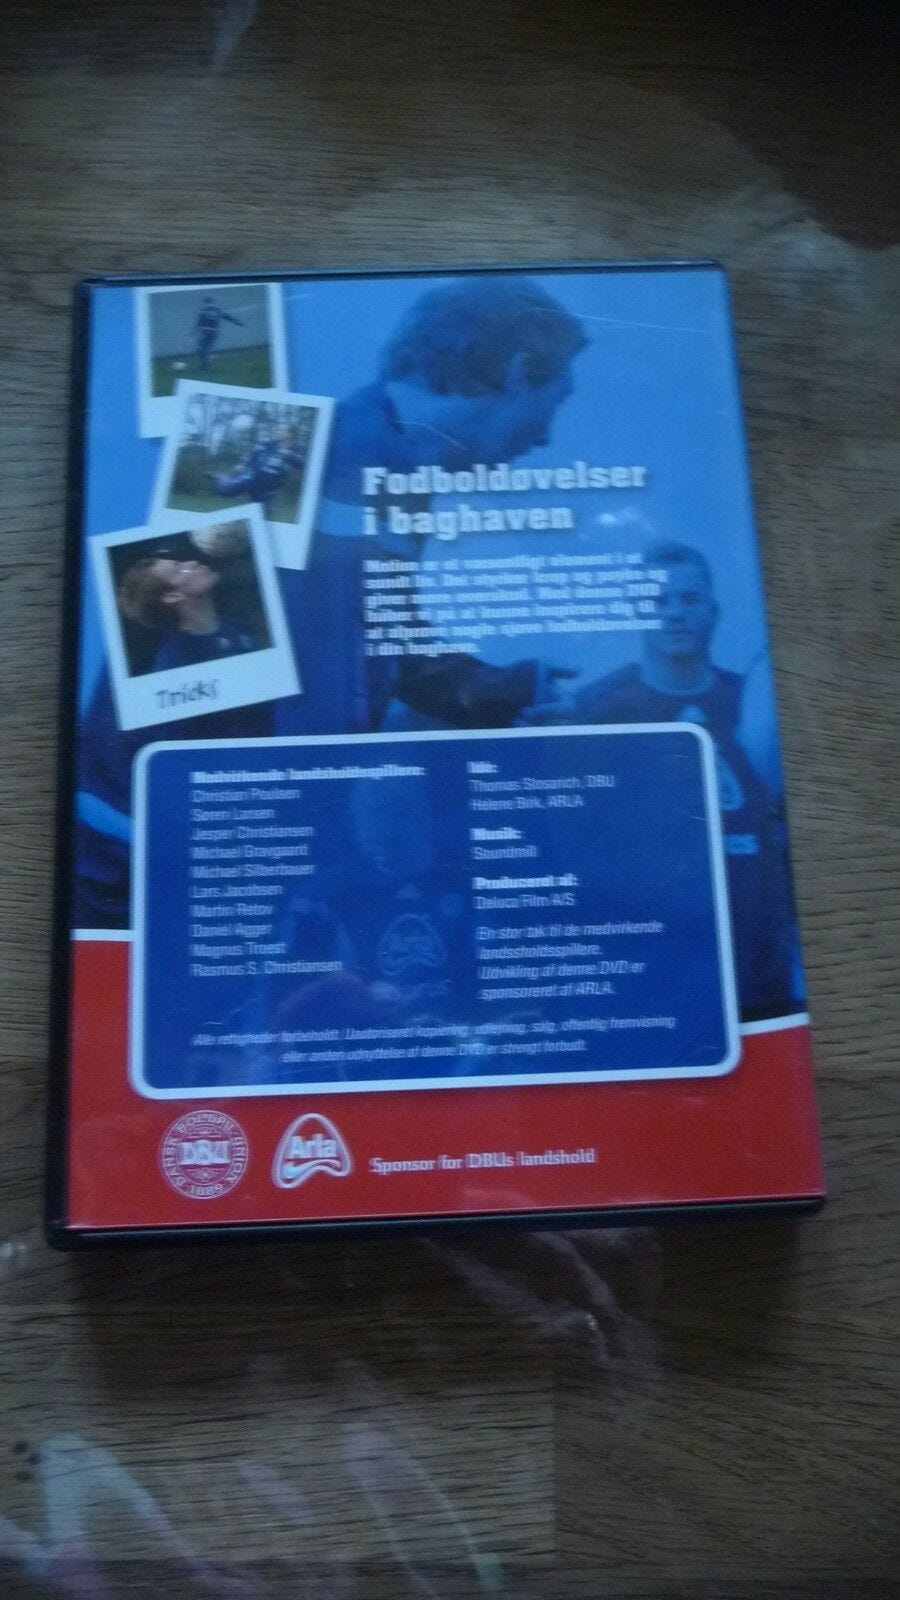 Fodboldøvelser
i baghaven
Motion er et væsentligt element i et
sundt liv. Det styrker krop og psyke og
giver mere overskud. Med denne DVD
håber vi på at kunne inspirere dig til
at afprøve nogle sjove fodboldøvelser
i din baghave.
Tricks
Medvirkende landsholdsspillere:
Christian Poulsen
Søren Larsen
Jesper Christiansen
Michael Gravgaard
Michael Silberbauer
Lars Jacobsen
Martin Retov
Daniel Agger
Magnus Troest
Rasmus S. Christiansen
Idé:
Thomas Slosarich, DBU
Helene Birk, ARLA
Musik:
Soundmill
Produceret af:
Deluca Film A/S
En stor tak til de medvirkende
landssholdsspillere.
Udvikling af denne DVD er
sponsoreret af ARLA.
Arla
Alle rettigheder forbeholdt. Uautoriseret kopiering, udlejning, salg, offentlig fremvisning
eller anden udnyttelse af denne DVD er strengt forbudt.
DANSK BOLDSPIL-UNION
DBU
1889
Arla
Sponsor for DBUs landshold